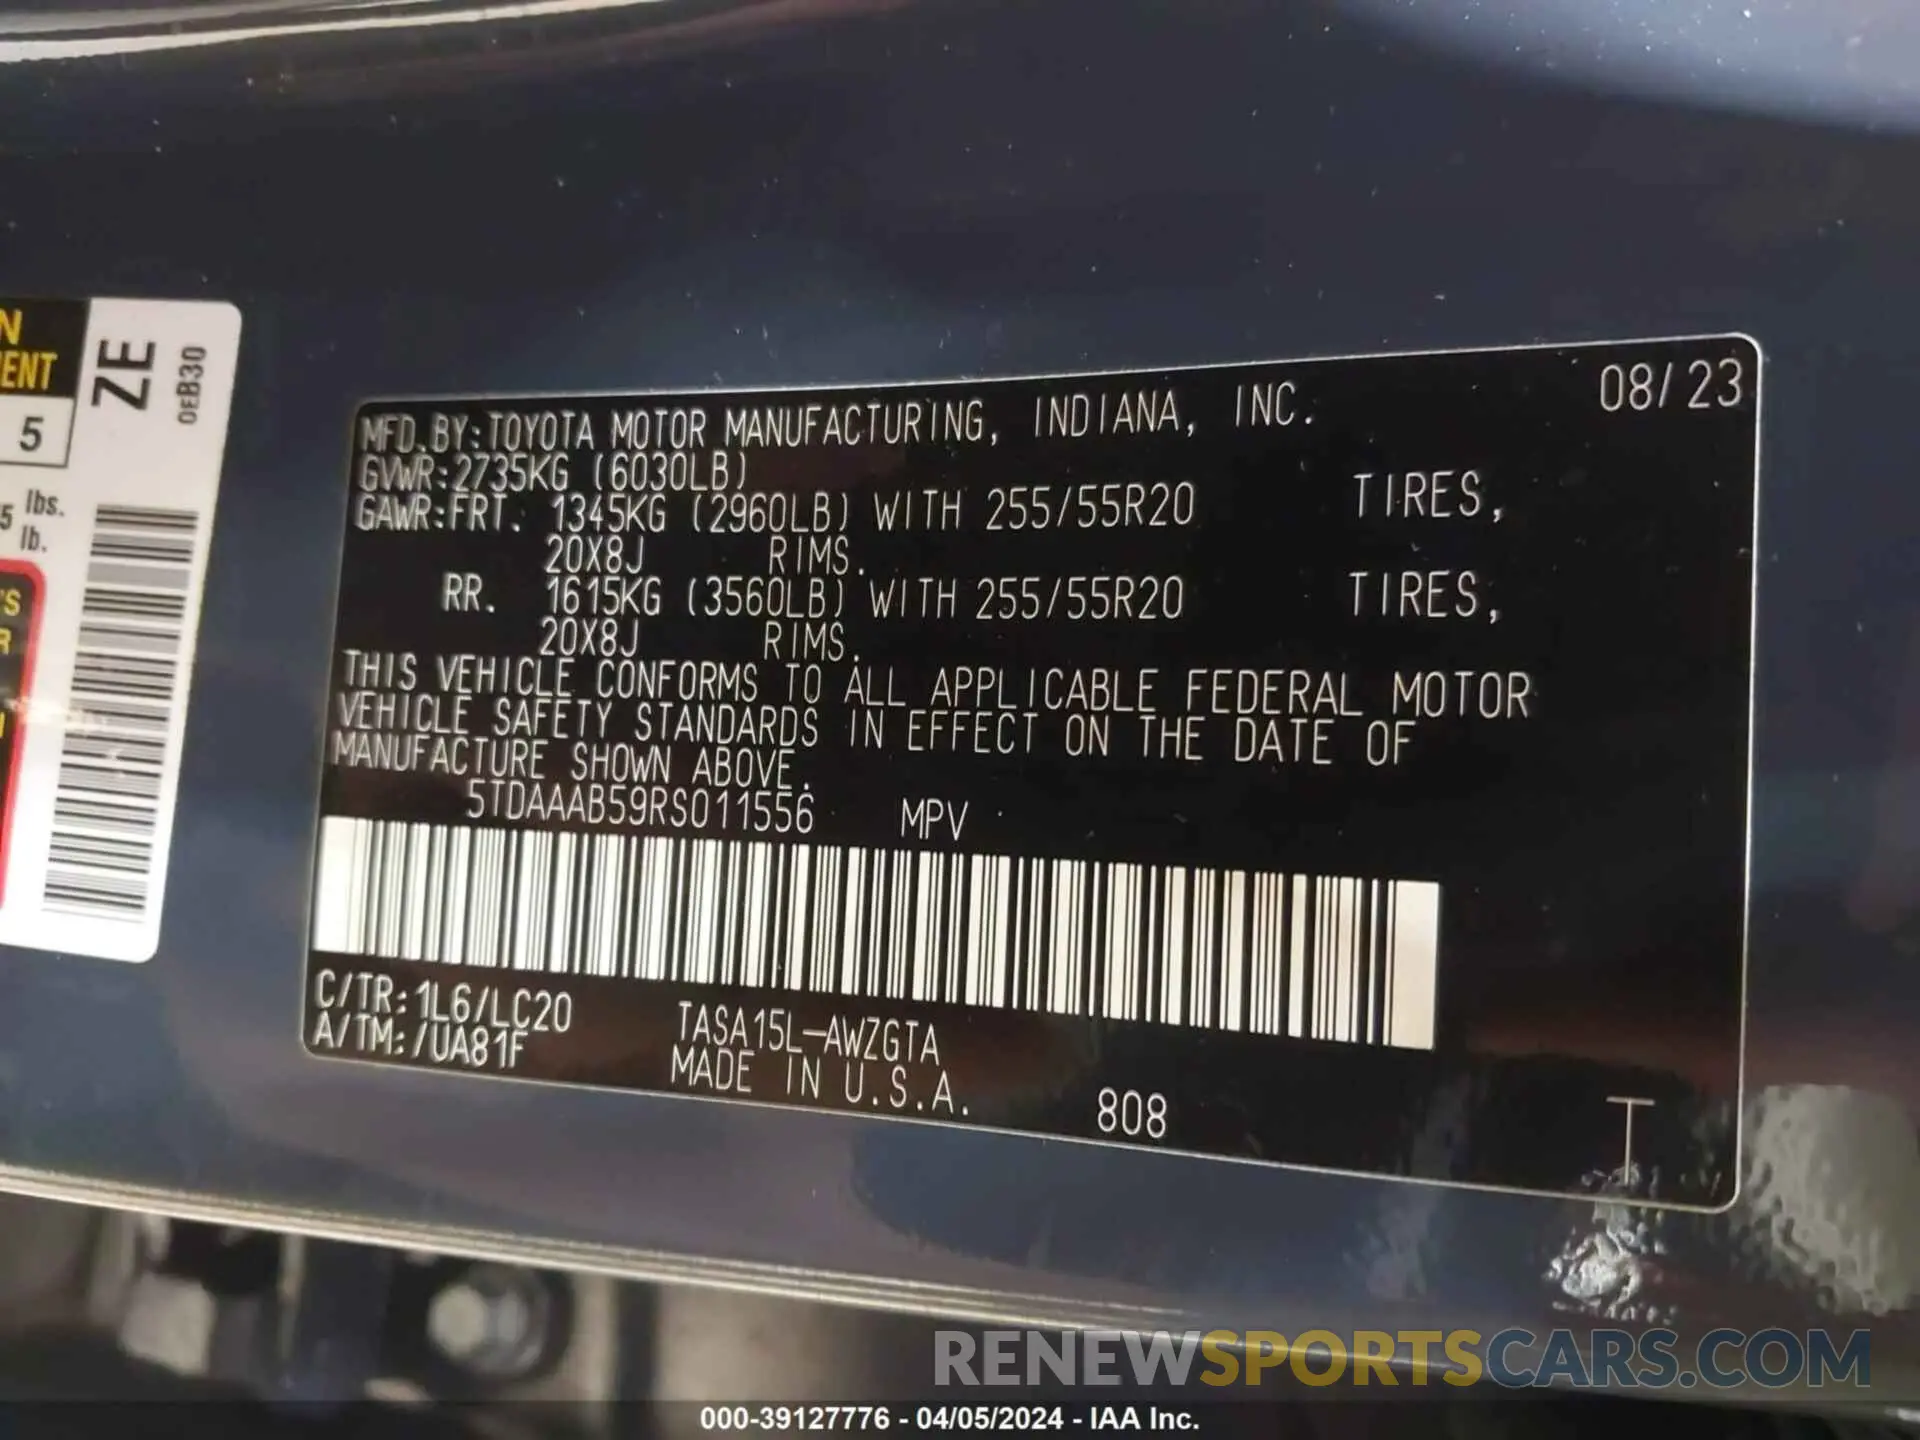 N
ENT
5
5 lbs.
lb.
'S
R
ZE
0EB30
08/23
MFD.BY:TOYOTA MOTOR MANUFACTURING, INDIANA, INC.
GVWR:2735KG (6030LB)
GAWR:FRT. 1345KG (2960LB) WITH 255/55R20 TIRES,
20X8J RIMS.
RR. 1615KG (3560LB) WITH 255/55R20 TIRES,
20X8J RIMS.
THIS VEHICLE CONFORMS TO ALL APPLICABLE FEDERAL MOTOR
VEHICLE SAFETY STANDARDS IN EFFECT ON THE DATE OF
MANUFACTURE SHOWN ABOVE.
5TDAAAB59RS011556 MPV
C/TR:1L6/LC20 TASA15L-AWZGTA
A/TM:/UA81F MADE IN U.S.A. 808
T
RENEWSPORTSCARS.COM
000-39127776 - 04/05/2024 - IAA Inc.